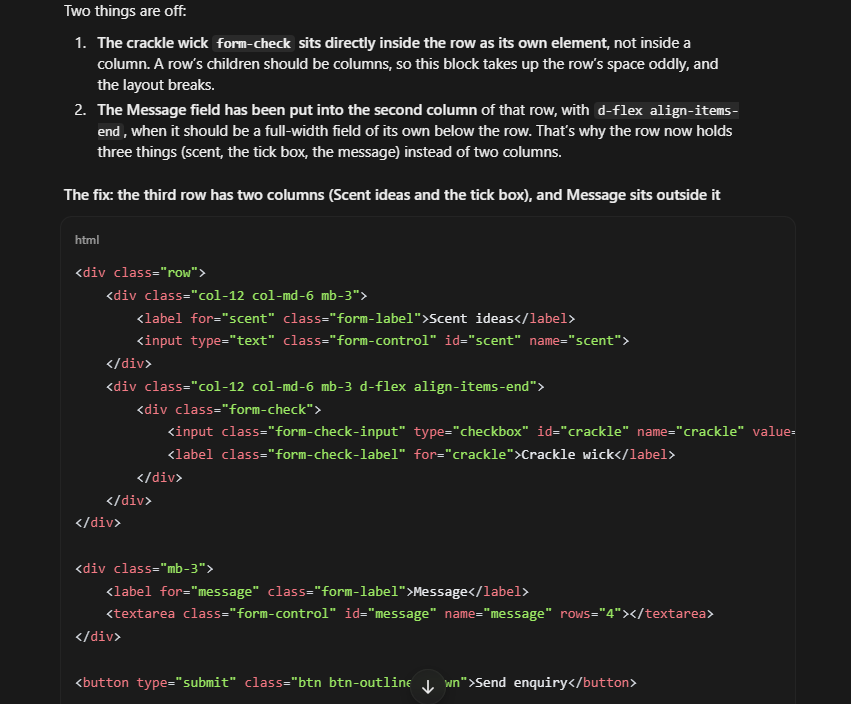 Two things are off:
1. The crackle wick form-check sits directly inside the row as its own element, not inside a
column. A row's children should be columns, so this block takes up the row's space oddly, and
the layout breaks.
2. The Message field has been put into the second column of that row, with d-flex align-items-
end, when it should be a full-width field of its own below the row. That's why the row now holds
three things (scent, the tick box, the message) instead of two columns.
The fix: the third row has two columns (Scent ideas and the tick box), and Message sits outside it
html
<div class="row">
    <div class="col-12 col-md-6 mb-3">
        <label for="scent" class="form-label">Scent ideas</label>
        <input type="text" class="form-control" id="scent" name="scent">
    </div>
    <div class="col-12 col-md-6 mb-3 d-flex align-items-end">
        <div class="form-check">
            <input class="form-check-input" type="checkbox" id="crackle" name="crackle" value=
            <label class="form-check-label" for="crackle">Crackle wick</label>
        </div>
    </div>
</div>
<div class="mb-3">
    <label for="message" class="form-label">Message</label>
    <textarea class="form-control" id="message" name="message" rows="4"></textarea>
</div>
<button type="submit" class="btn btn-outline wn">Send enquiry</button>